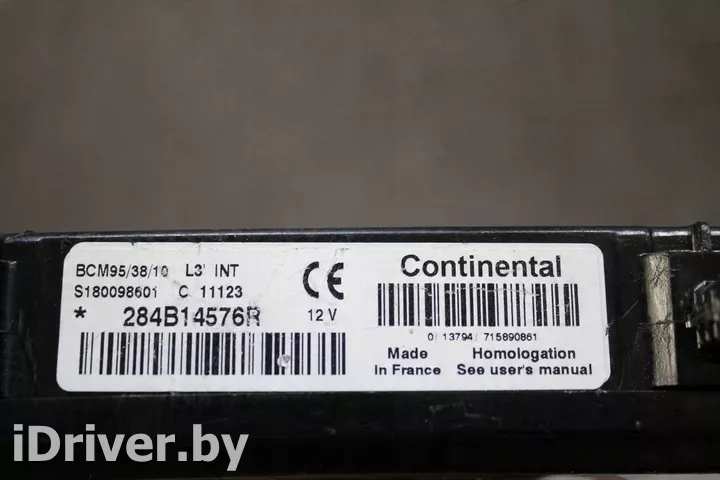 BCM95/38/10 L3 INT
S180098601 C 11123
* 284B14576R 12 V
CE
Continental
0 13794 715890861
Made in France
Homologation
See user's manual
iDriver.by